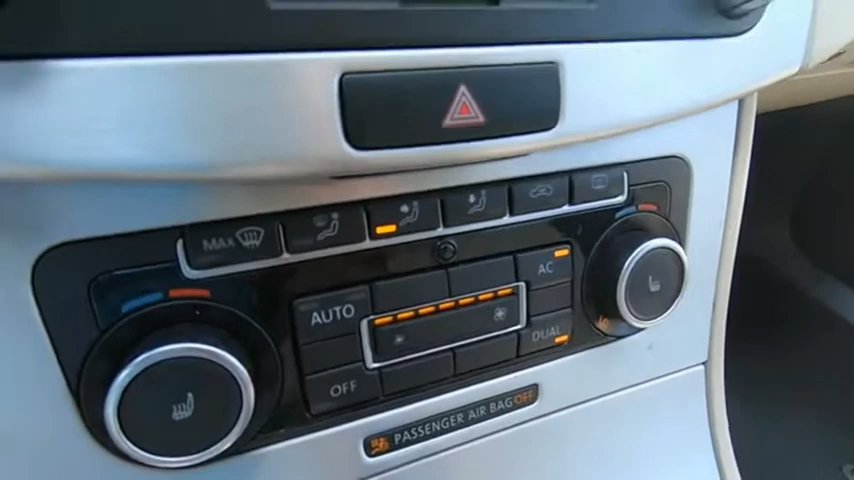 MAX
AUTO
AC
OFF
DUAL
PASSENGER AIR BAG OFF